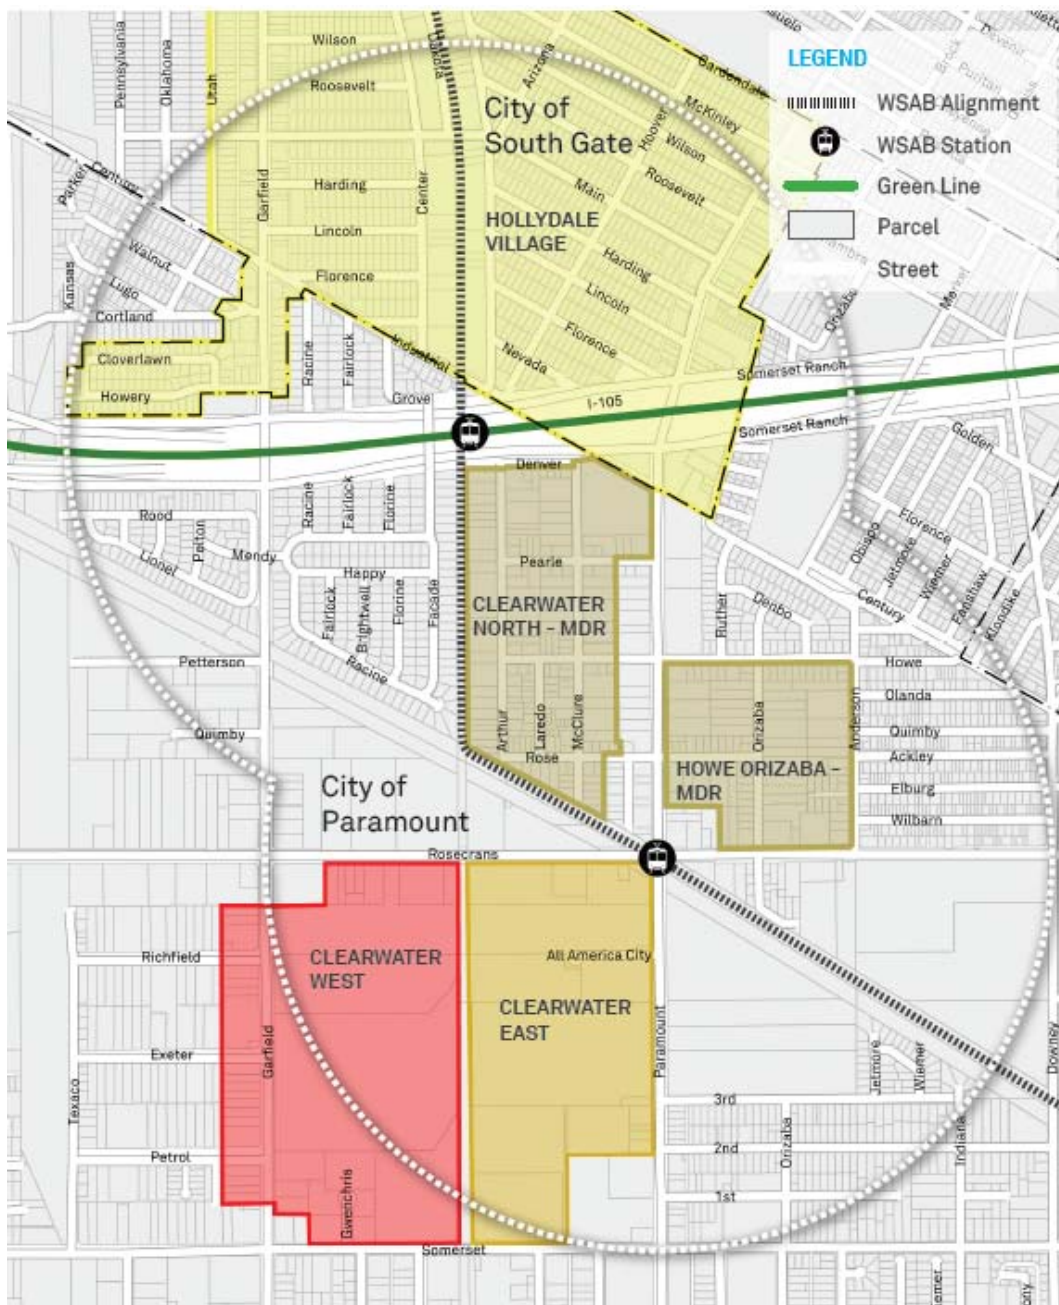 LEGEND
WSAB Alignment
WSAB Station
Green Line
Parcel
Street
Pennsylvania
Oklahoma
Utah
Wilson
Dakota
Roosevelt
Arizona
Gardendale
City of
South Gate
McKinley
Hoover
Wilson
Roosevelt
Main
Century
Parker
Harding
Garfield
Center
HOLLYDALE
VILLAGE
Walnut
Lincoln
Harding
Kansas
Lugo
Florence
Lincoln
Orizaba
Cortland
Industrial
Florence
Nevada
Cloverlawn
Racine
Fairlock
Somerset Ranch
Howery
Grove
I-105
Somerset Ranch
Golden
Denver
Rood
Racine
Fairlock
Florine
Pelton
Lionel
Mendy
Florence
Obispo
Jetmore
Wiemer
Fanshaw
Klondike
Pearle
Happy
Century
Denbo
Ruther
CLEARWATER
NORTH - MDR
Fairlock
Brightwell
Florine
Facade
Petterson
Racine
Howe
Olanda
Quimby
Arthur
Laredo
McClure
Orizaba
Anderson
Quimby
Ackley
Rose
HOWE ORIZABA -
MDR
Elburg
Wilbarn
City of
Paramount
Rosecrans
Richfield
CLEARWATER
WEST
All America City
CLEARWATER
EAST
Garfield
Paramount
Exeter
Texaco
Jetmore
Wiemer
Downey
3rd
Petrol
2nd
Orizaba
Indiana
Gwenchris
1st
Somerset